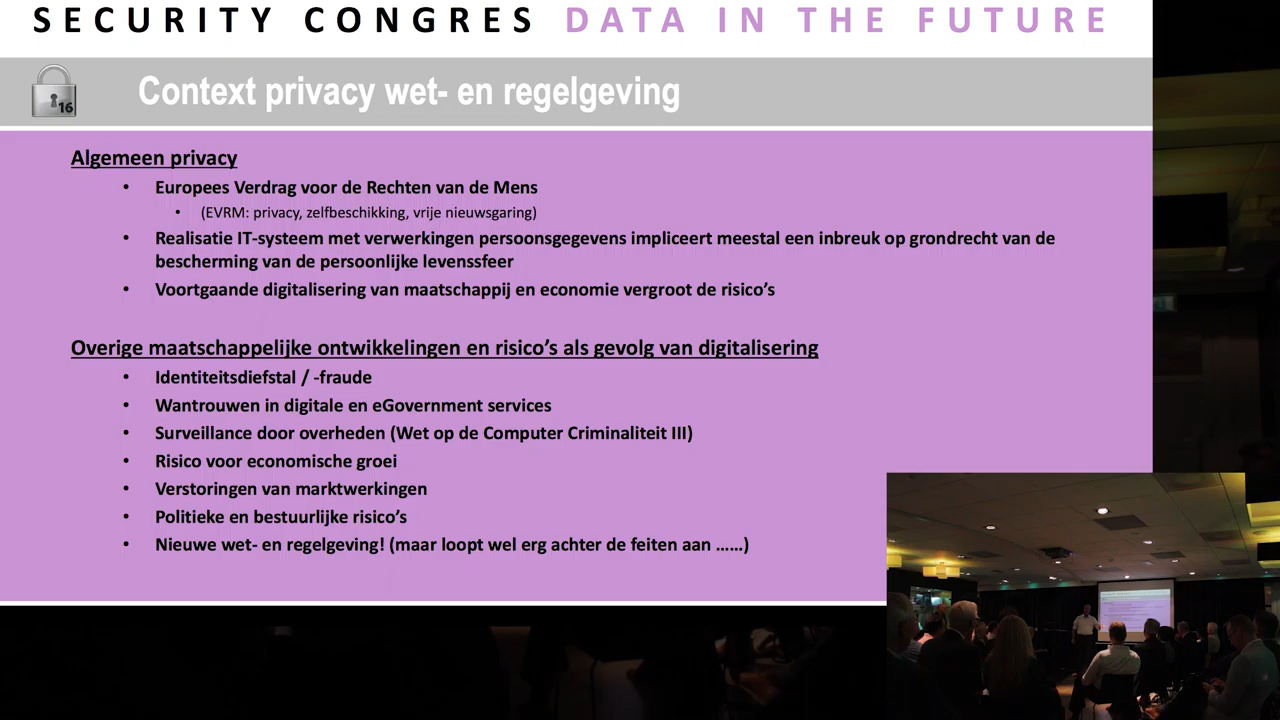 SECURITY CONGRES DATA IN THE FUTURE
16
Context privacy wet- en regelgeving
Algemeen privacy
• Europees Verdrag voor de Rechten van de Mens
• (EVRM: privacy, zelfbeschikking, vrije nieuwsgaring)
• Realisatie IT-systeem met verwerkingen persoonsgegevens impliceert meestal een inbreuk op grondrecht van de
bescherming van de persoonlijke levenssfeer
• Voortgaande digitalisering van maatschappij en economie vergroot de risico’s
Overige maatschappelijke ontwikkelingen en risico’s als gevolg van digitalisering
• Identiteitsdiefstal / -fraude
• Wantrouwen in digitale en eGovernment services
• Surveillance door overheden (Wet op de Computer Criminaliteit III)
• Risico voor economische groei
• Verstoringen van marktwerkingen
• Politieke en bestuurlijke risico’s
• Nieuwe wet- en regelgeving! (maar loopt wel erg achter de feiten aan ……)